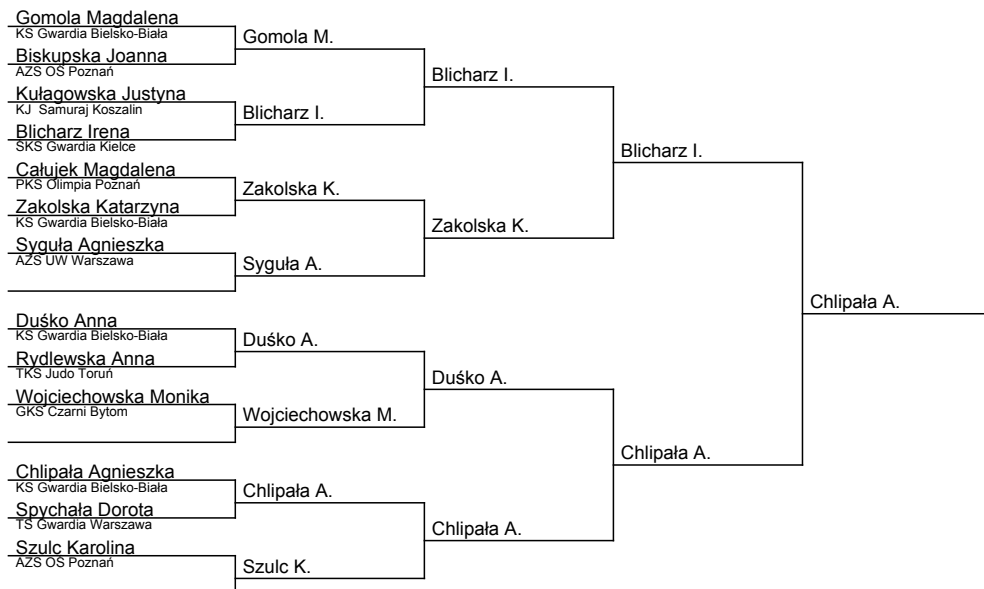 Gomola Magdalena
KS Gwardia Bielsko-Biała
Biskupska Joanna
AZS OŚ Poznań
Kułagowska Justyna
KJ Samuraj Koszalin
Blicharz Irena
SKS Gwardia Kielce
Całujek Magdalena
PKS Olimpia Poznań
Zakolska Katarzyna
KS Gwardia Bielsko-Biała
Syguła Agnieszka
AZS UW Warszawa
Duśko Anna
KS Gwardia Bielsko-Biała
Rydlewska Anna
TKS Judo Toruń
Wojciechowska Monika
GKS Czarni Bytom
Chlipała Agnieszka
KS Gwardia Bielsko-Biała
Spychała Dorota
TS Gwardia Warszawa
Szulc Karolina
AZS OŚ Poznań
Gomola M.
Blicharz I.
Zakolska K.
Syguła A.
Duśko A.
Wojciechowska M.
Chlipała A.
Szulc K.
Blicharz I.
Zakolska K.
Duśko A.
Chlipała A.
Blicharz I.
Chlipała A.
Chlipała A.